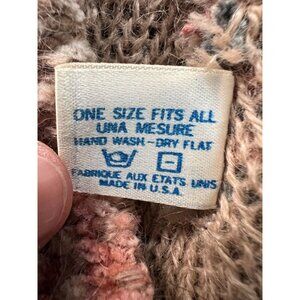 ONE SIZE FITS ALL
UNA MESURE
HAND WASH-DRY FLAT
FABRIQUE AUX ETATS UNIS
MADE IN U.S.A.